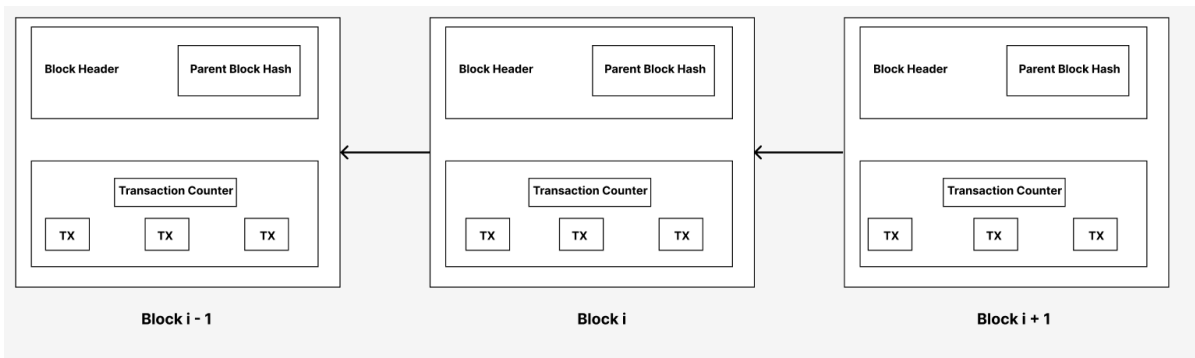 Block Header
Parent Block Hash
Transaction Counter
TX
TX
TX
Block i - 1
Block Header
Parent Block Hash
Transaction Counter
TX
TX
TX
Block i
Block Header
Parent Block Hash
Transaction Counter
TX
TX
TX
Block i + 1